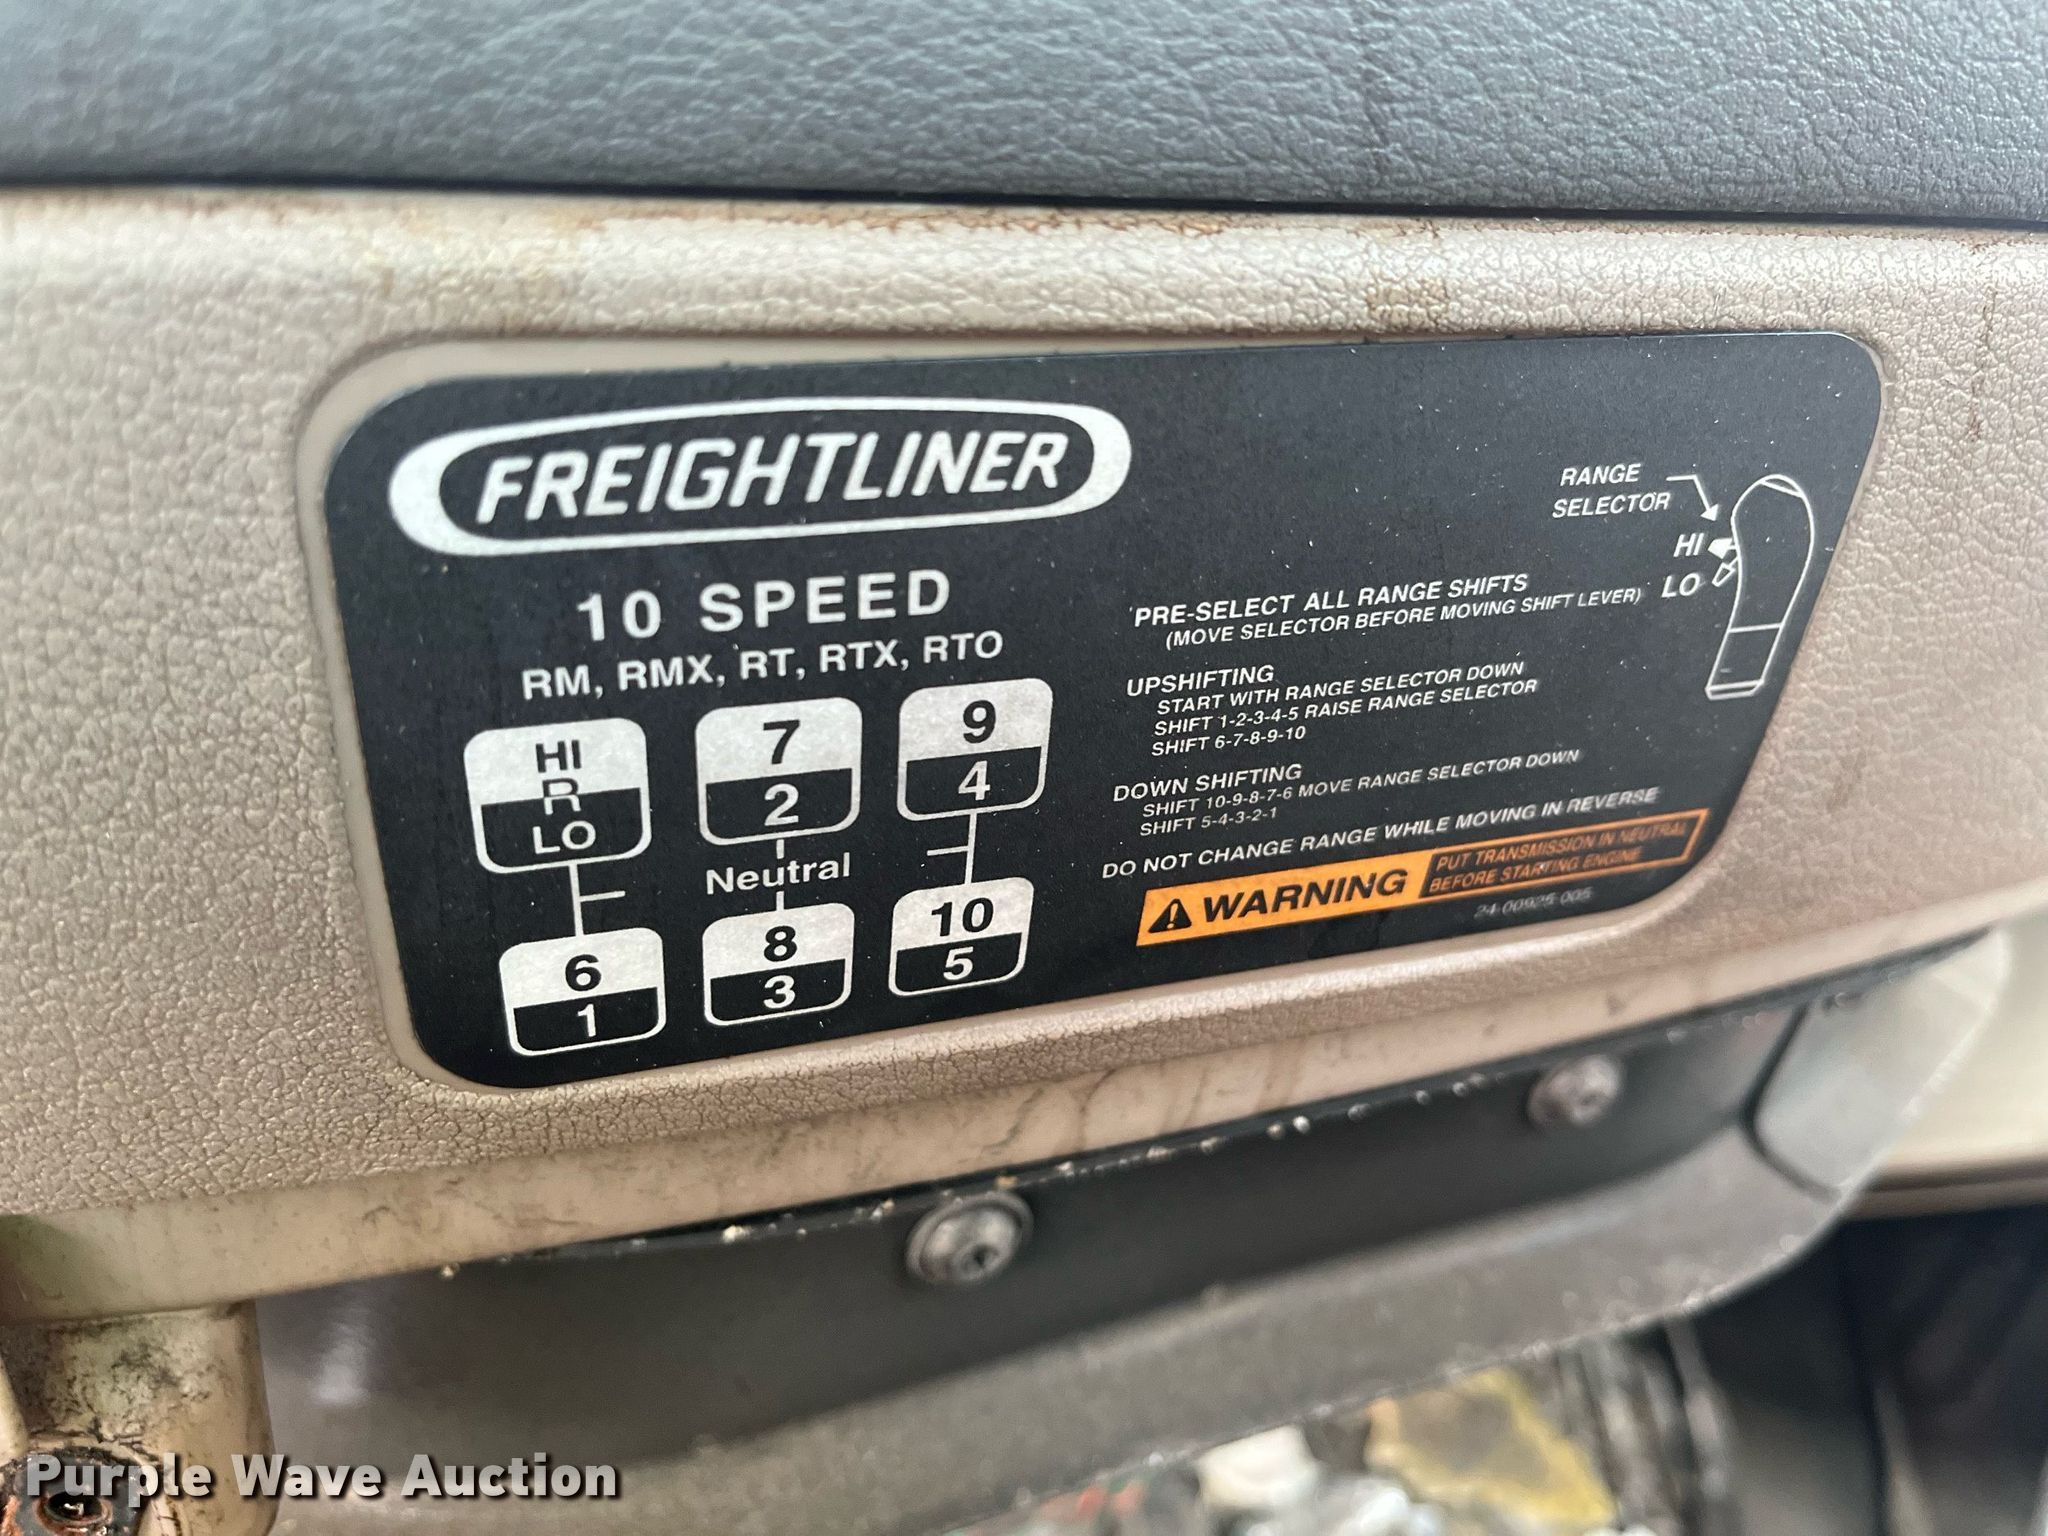 FREIGHTLINER
10 SPEED
RM, RMX, RT, RTX, RTO
HI
R
LO
7
2
9
4
Neutral
6
1
8
3
10
5
RANGE
SELECTOR
HI
LO
PRE-SELECT ALL RANGE SHIFTS
(MOVE SELECTOR BEFORE MOVING SHIFT LEVER)
UPSHIFTING
START WITH RANGE SELECTOR DOWN
SHIFT 1-2-3-4-5 RAISE RANGE SELECTOR
SHIFT 6-7-8-9-10
DOWN SHIFTING
SHIFT 10-9-8-7-6 MOVE RANGE SELECTOR DOWN
SHIFT 5-4-3-2-1
DO NOT CHANGE RANGE WHILE MOVING IN REVERSE
WARNING
PUT TRANSMISSION IN NEUTRAL
BEFORE STARTING ENGINE
24-00925-005
Purple Wave Auction